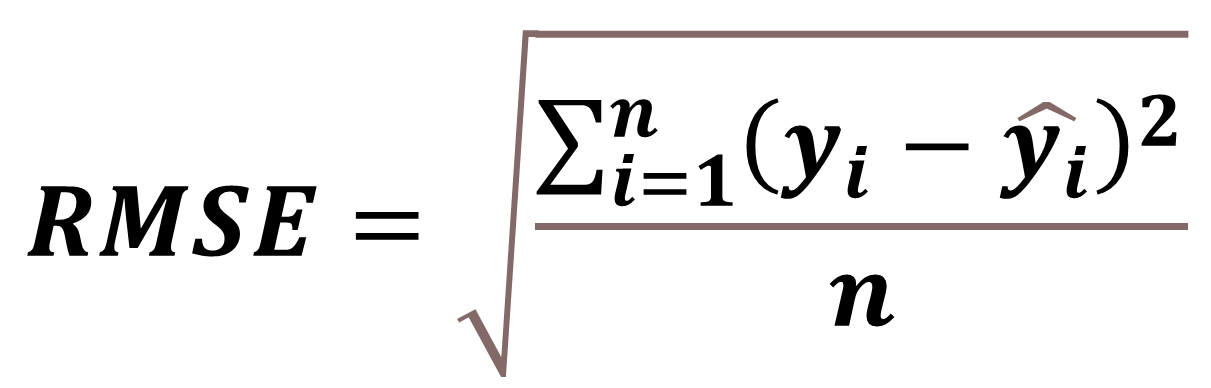 RMSE = √(∑ⁿᵢ₌₁(yᵢ − ŷᵢ)² / n)